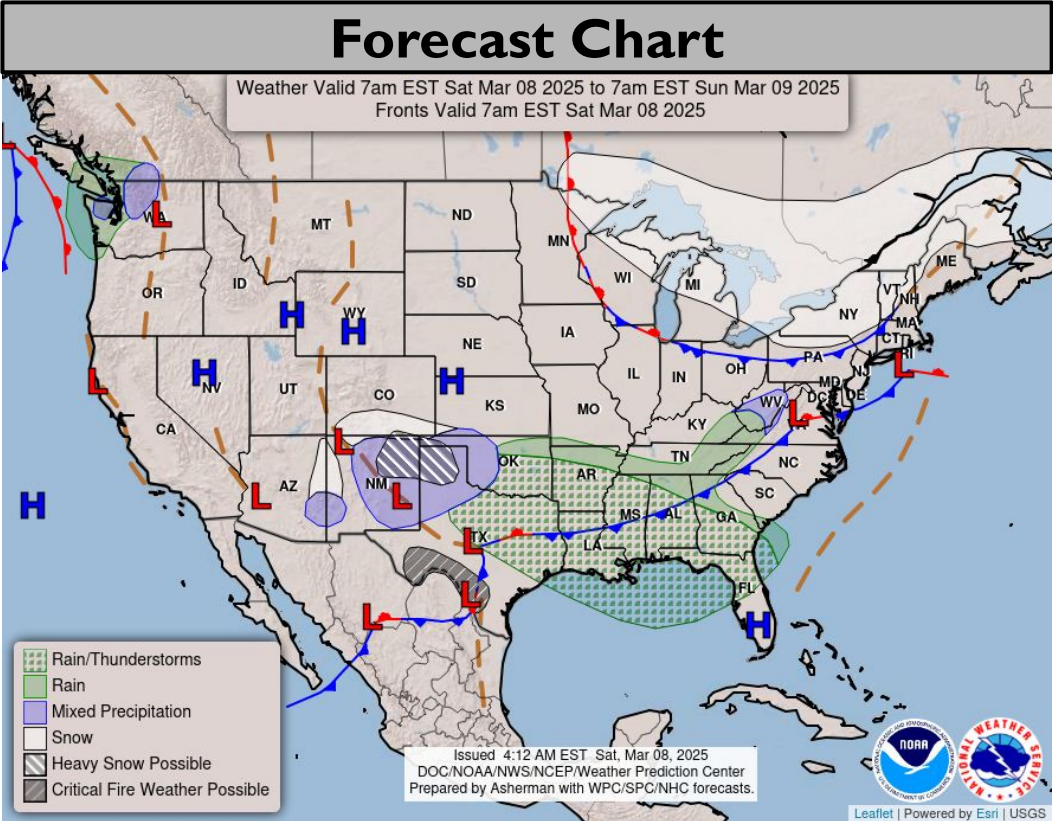 Forecast Chart
Weather Valid 7am EST Sat Mar 08 2025 to 7am EST Sun Mar 09 2025
Fronts Valid 7am EST Sat Mar 08 2025
L
WA
L
MT
ND
MN
ME
OR
ID
SD
WI
MI
VT
NH
H
WY
H
NY
MA
CT
RI
IA
NE
PA
L
NJ
H
NV
UT
CO
H
KS
MO
IL
IN
OH
MD
DE
DC
WV
L
VA
L
CA
KY
NC
L
AZ
L
NM
L
OK
AR
TN
SC
H
MS
AL
GA
L
TX
LA
FL
L
L
H
Rain/Thunderstorms
Rain
Mixed Precipitation
Snow
Heavy Snow Possible
Critical Fire Weather Possible
Issued 4:12 AM EST Sat, Mar 08, 2025
DOC/NOAA/NWS/NCEP/Weather Prediction Center
Prepared by Asherman with WPC/SPC/NHC forecasts.
NOAA
NATIONAL WEATHER SERVICE
Leaflet | Powered by Esri | USGS